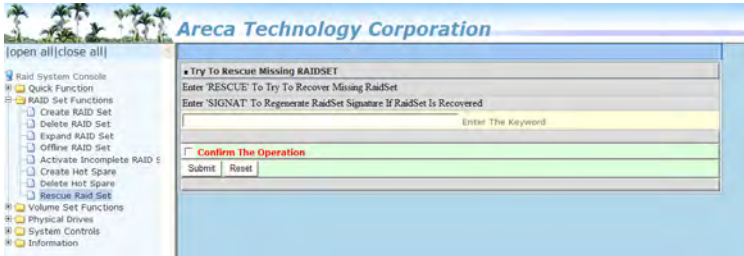 Areca Technology Corporation
|open all|close all|
Raid System Console
Quick Function
RAID Set Functions
Create RAID Set
Delete RAID Set
Expand RAID Set
Offline RAID Set
Activate Incomplete RAID S
Create Hot Spare
Delete Hot Spare
Rescue Raid Set
Volume Set Functions
Physical Drives
System Controls
Information
Try To Rescue Missing RAIDSET
Enter 'RESCUE' To Try To Recover Missing RaidSet
Enter 'SIGNAT' To Regenerate RaidSet Signature If RaidSet Is Recovered
Enter The Keyword
Confirm The Operation
Submit Reset